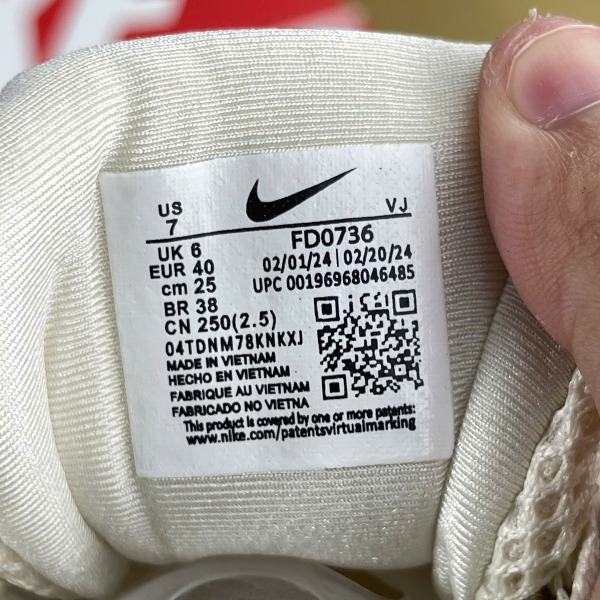 US
7
VJ
UK 6
EUR 40
cm 25
BR 38
CN 250(2.5)
FD0736
02/01/24 | 02/20/24
UPC 00196968046485
04TDNM78KNKXJ
MADE IN VIETNAM
HECHO EN VIETNAM
FABRIQUE AU VIETNAM
FABRICADO NO VIETNA
This product is covered by one or more patents:
www.nike.com/patentsvirtualmarking